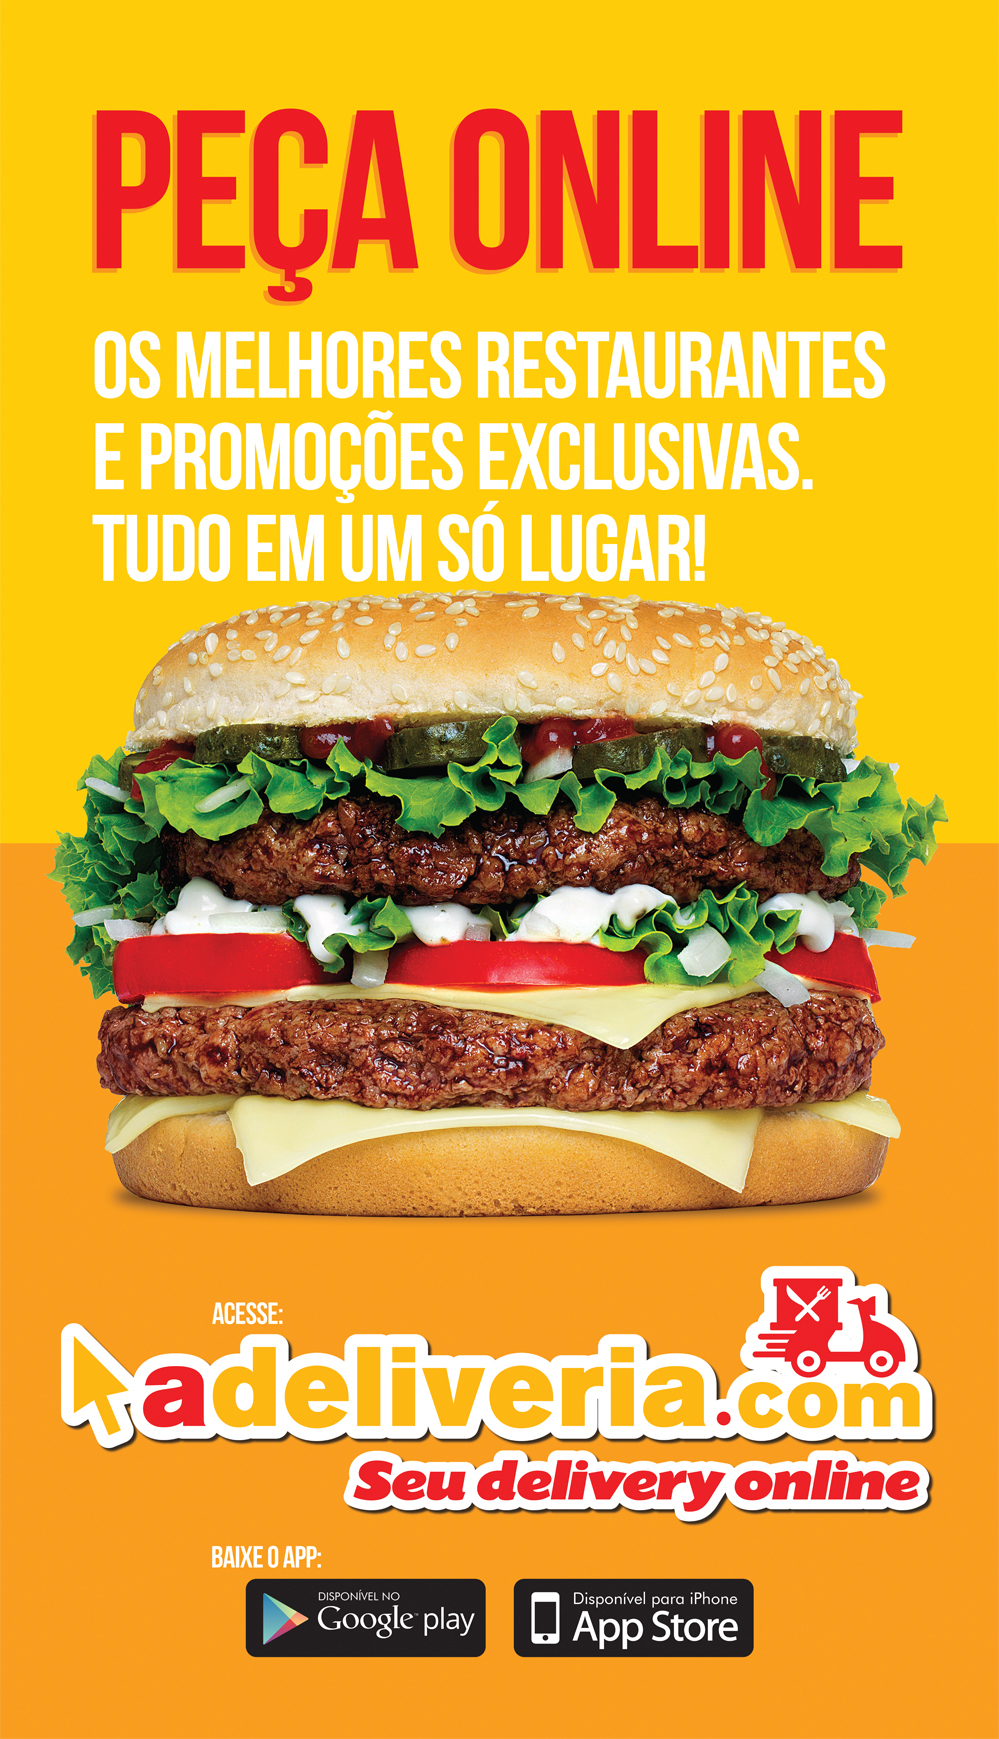 PEÇA ONLINE
OS MELHORES RESTAURANTES
E PROMOÇÕES EXCLUSIVAS.
TUDO EM UM SÓ LUGAR!
ACESSE:
adeliveria.com
Seu delivery online
BAIXE O APP:
DISPONÍVEL NO
Google play
Disponível para iPhone
App Store